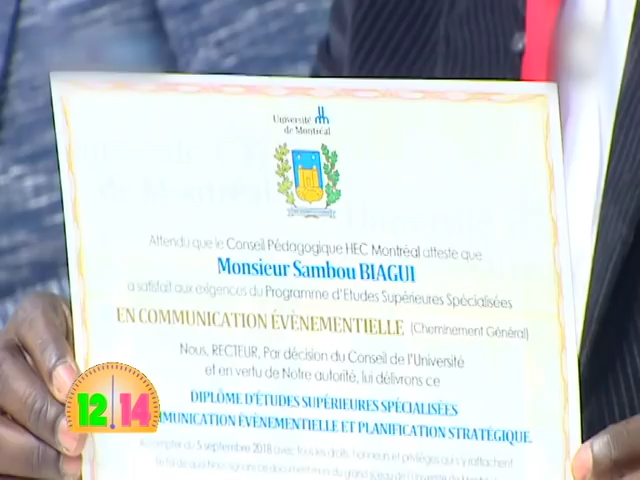 Université
de Montréal
Attendu que le Conseil Pédagogique HEC Montréal atteste que
Monsieur Sambou BIAGUI
a satisfait aux exigences du Programme d'Etudes Supérieures Spécialisées
EN COMMUNICATION ÉVÈNEMENTIELLE (Cheminement Général)
Nous, RECTEUR, Par décision du Conseil de l'Université
et en vertu de Notre autorité, lui délivrons ce
DIPLÔME D'ÉTUDES SUPÉRIEURES SPÉCIALISÉES
MUNICATION ÉVÈNEMENTIELLE ET PLANIFICATION STRATÉGIQUE.
A compter du 5 septembre 2018 avec tous les droits, honneurs et privilèges qui s'y rattachent
12 14